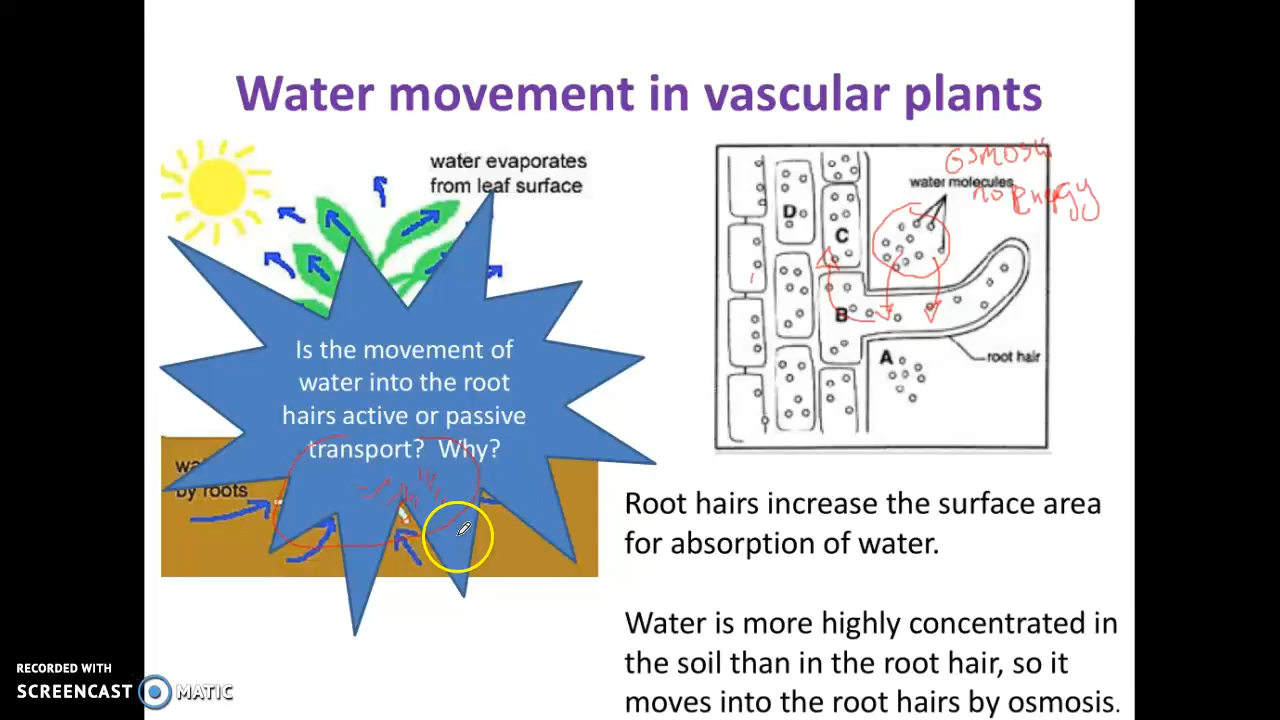 Water movement in vascular plants
water evaporates
from leaf surface
Is the movement of
water into the root
hairs active or passive
transport? Why?
by roots
osmosis
water molecules
no energy
D
C
B
A
root hair
Root hairs increase the surface area
for absorption of water.
Water is more highly concentrated in
the soil than in the root hair, so it
moves into the root hairs by osmosis.
RECORDED WITH
SCREENCAST MATIC